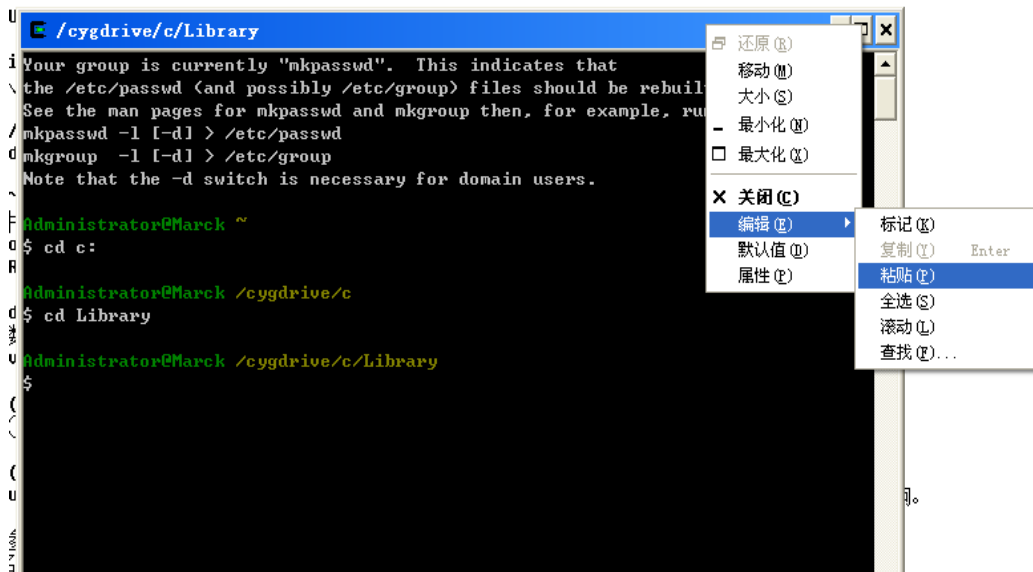 /cygdrive/c/Library
Your group is currently "mkpasswd". This indicates that
the /etc/passwd (and possibly /etc/group) files should be rebuil
See the man pages for mkpasswd and mkgroup then, for example, ru
mkpasswd -l [-d] > /etc/passwd
mkgroup -l [-d] > /etc/group
Note that the -d switch is necessary for domain users.
Administrator@Marck ~
$ cd c:
Administrator@Marck /cygdrive/c
$ cd Library
Administrator@Marck /cygdrive/c/Library
$
还原(R)
移动(M)
大小(S)
最小化(N)
最大化(X)
关闭(C)
编辑(E)
默认值(D)
属性(P)
标记(K)
复制(Y) Enter
粘贴(P)
全选(S)
滚动(L)
查找(F)...